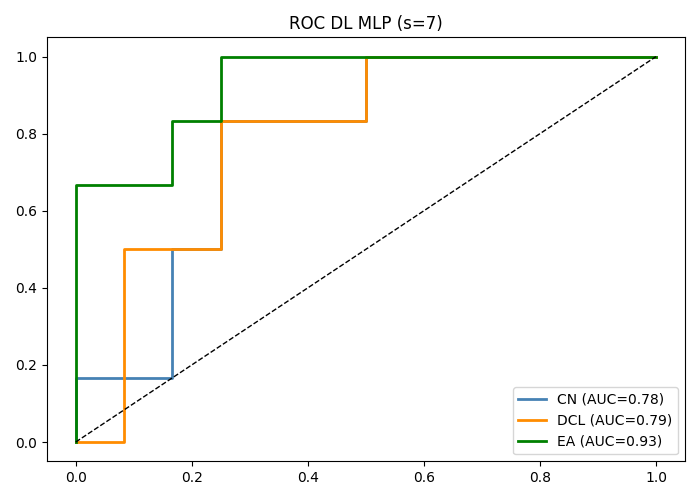 ROC DL MLP (s=7)
1.0
0.8
0.6
0.4
0.2
0.0
CN (AUC=0.78)
DCL (AUC=0.79)
EA (AUC=0.93)
0.0 0.2 0.4 0.6 0.8 1.0